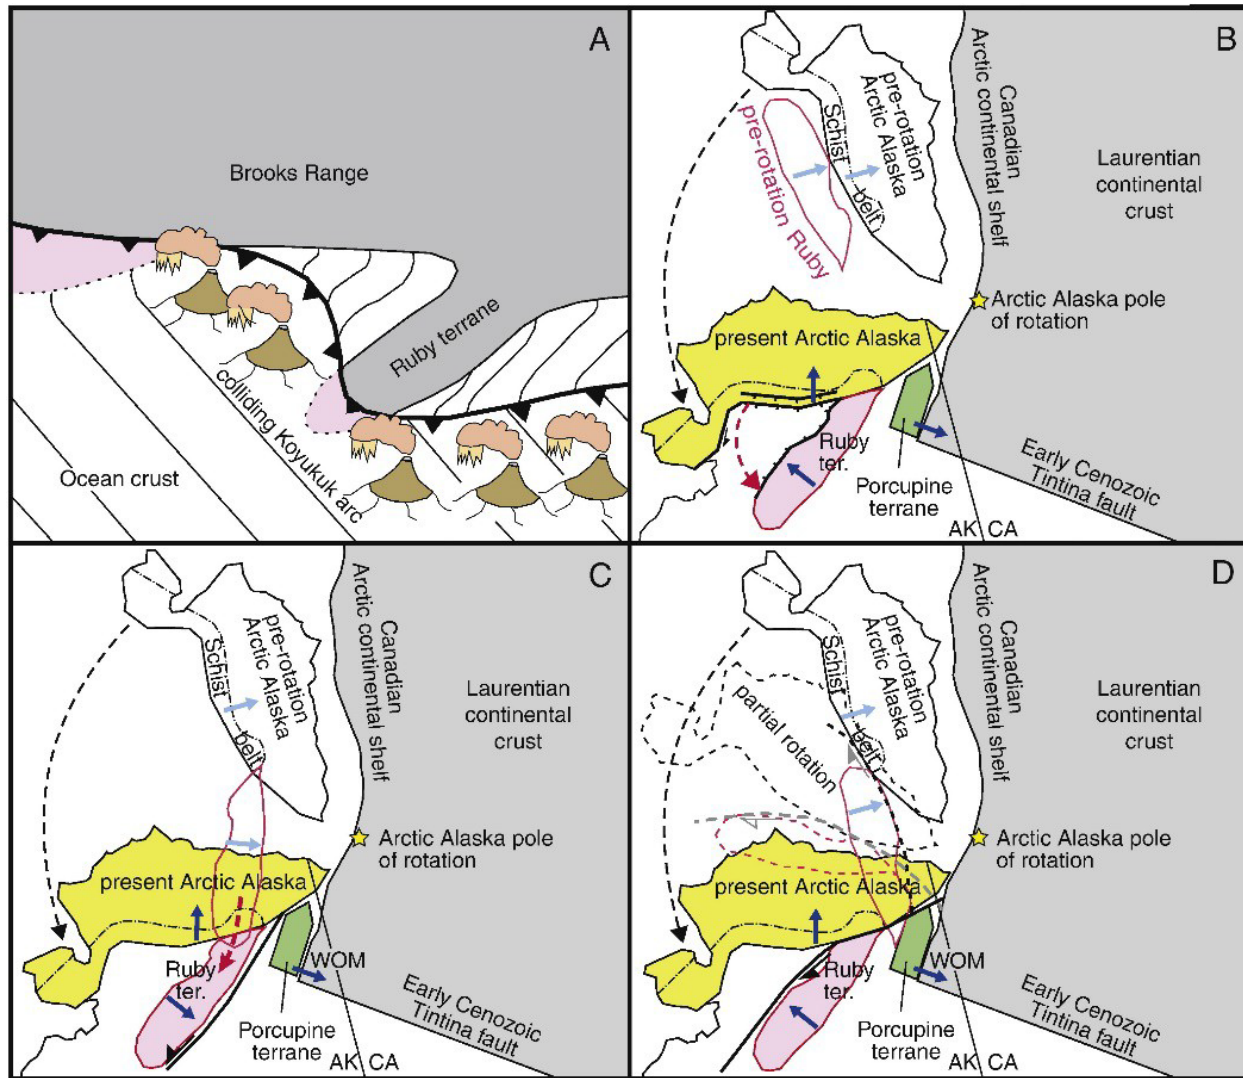 A
Brooks Range
Ruby terrane
colliding Koyukuk arc
Ocean crust
B
Canadian
Arctic continental shelf
pre-rotation
Arctic Alaska
Schist
belt
pre-rotation Ruby
Laurentian
continental
crust
Arctic Alaska pole
of rotation
present Arctic Alaska
Ruby
ter.
Porcupine
terrane
Early Cenozoic
Tintina fault
AK CA
C
Canadian
Arctic continental shelf
pre-rotation
Arctic Alaska
Schist
belt
Laurentian
continental
crust
Arctic Alaska pole
of rotation
present Arctic Alaska
Ruby
ter.
WOM
Porcupine
terrane
Early Cenozoic
Tintina fault
AK CA
D
Canadian
Arctic continental shelf
pre-rotation
Arctic Alaska
Schist
belt
partial rotation
Laurentian
continental
crust
Arctic Alaska pole
of rotation
present Arctic Alaska
Ruby
ter.
WOM
Porcupine
terrane
Early Cenozoic
Tintina fault
AK CA